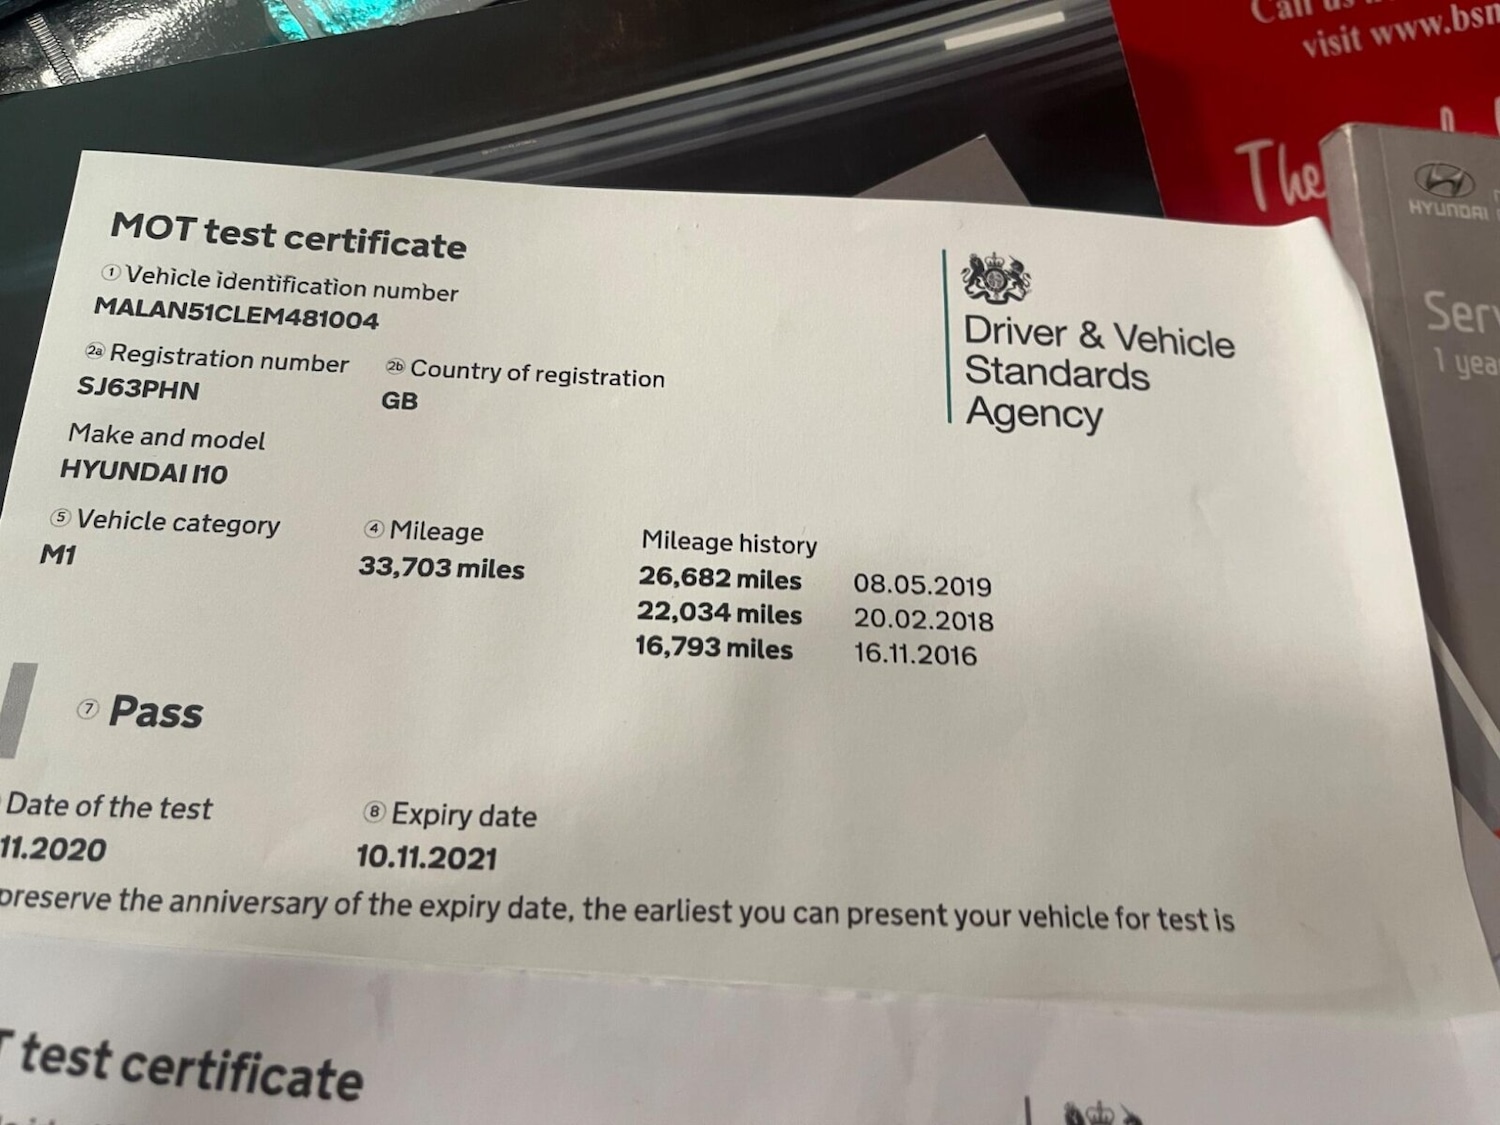 Call us
visit www.bsm
The
HYUNDAI
Serv
1 yea
MOT test certificate
1 Vehicle identification number
MALAN51CLEM481004
2a Registration number 2b Country of registration
SJ63PHN GB
Make and model
HYUNDAI I10
Driver & Vehicle
Standards
Agency
5 Vehicle category 4 Mileage Mileage history
M1 33,703 miles 26,682 miles 08.05.2019
22,034 miles 20.02.2018
16,793 miles 16.11.2016
7 Pass
Date of the test 8 Expiry date
11.2020 10.11.2021
preserve the anniversary of the expiry date, the earliest you can present your vehicle for test is
T test certificate